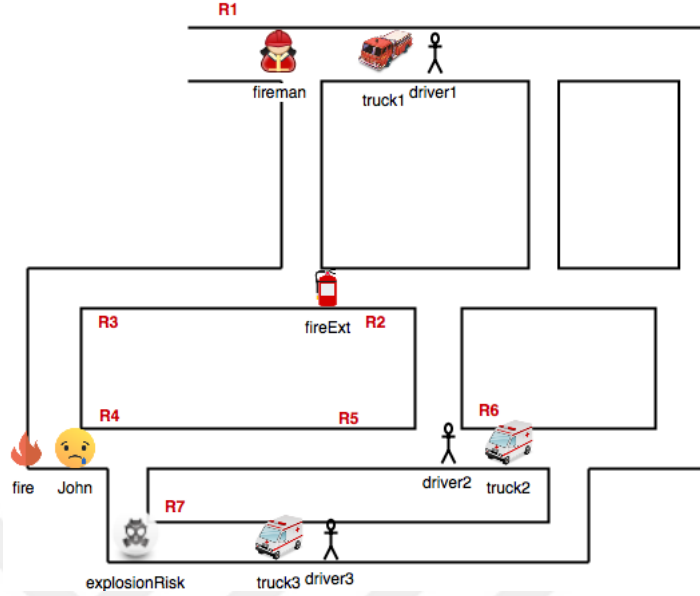 R1
fireman
truck1
driver1
R3
fireExt
R2
R4
R5
R6
fire
John
driver2
truck2
R7
explosionRisk
truck3
driver3